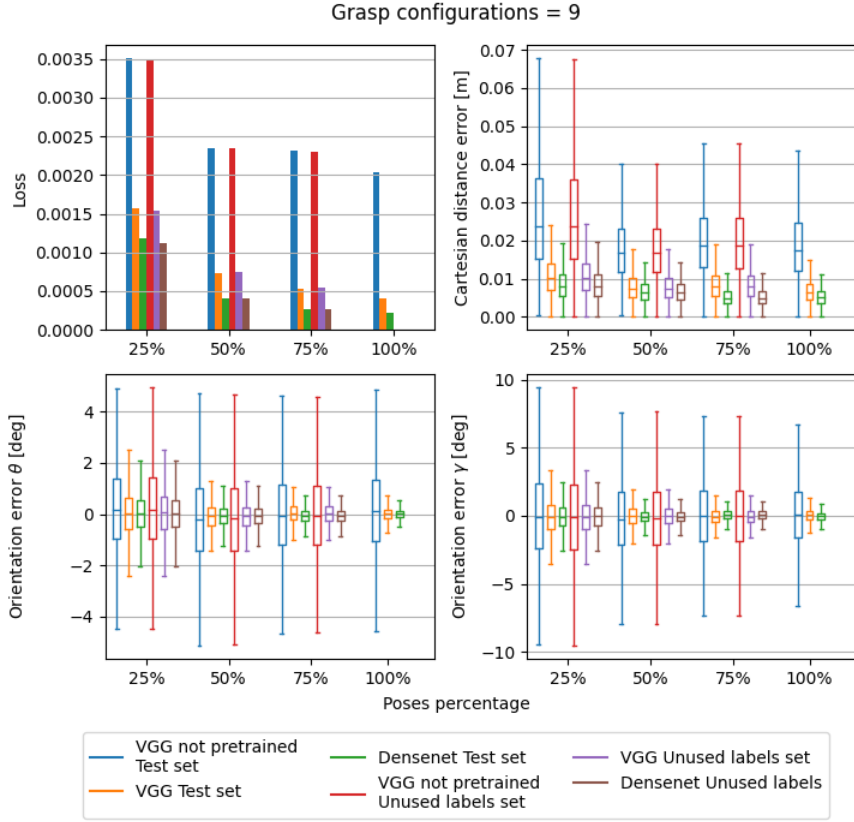 Grasp configurations = 9
Loss
0.0035
0.0030
0.0025
0.0020
0.0015
0.0010
0.0005
0.0000
25% 50% 75% 100%
Cartesian distance error [m]
0.07
0.06
0.05
0.04
0.03
0.02
0.01
0.00
25% 50% 75% 100%
Orientation error θ [deg]
4
2
0
−2
−4
25% 50% 75% 100%
Orientation error γ [deg]
10
5
0
−5
−10
25% 50% 75% 100%
Poses percentage
VGG not pretrained
Test set
VGG Test set
Densenet Test set
VGG not pretrained
Unused labels set
VGG Unused labels set
Densenet Unused labels